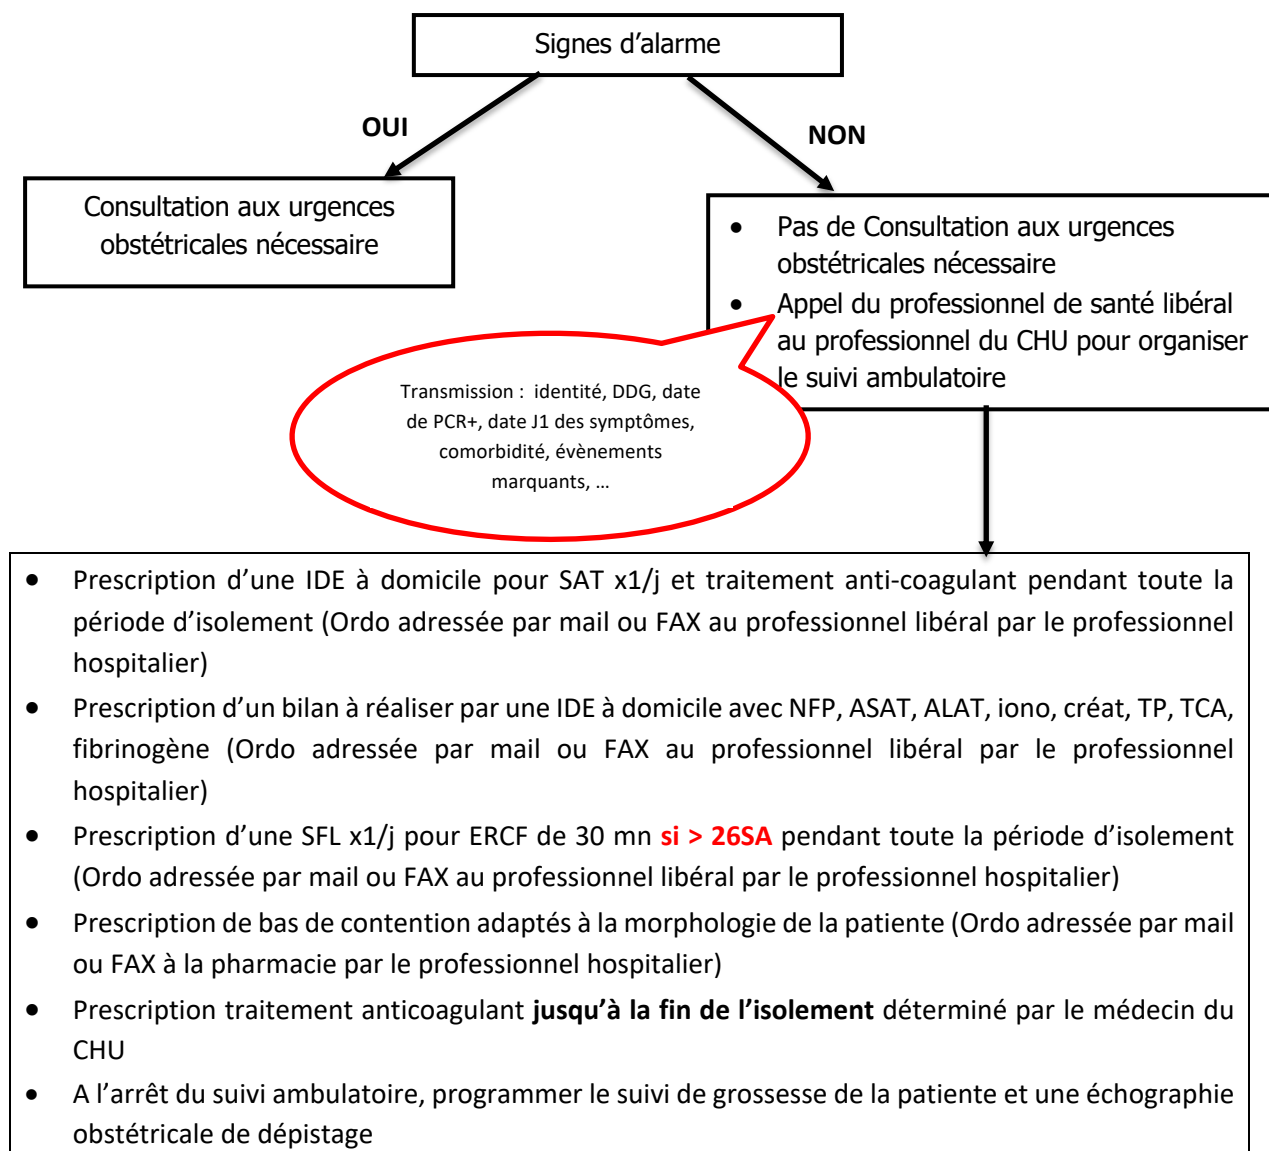 Signes d’alarme
OUI
NON
Consultation aux urgences
obstétricales nécessaire
• Pas de Consultation aux urgences
obstétricales nécessaire
• Appel du professionnel de santé libéral
au professionnel du CHU pour organiser
le suivi ambulatoire
Transmission : identité, DDG, date
de PCR+, date J1 des symptômes,
comorbidité, évènements
marquants, …
• Prescription d’une IDE à domicile pour SAT x1/j et traitement anti-coagulant pendant toute la
période d’isolement (Ordo adressée par mail ou FAX au professionnel libéral par le professionnel
hospitalier)
• Prescription d’un bilan à réaliser par une IDE à domicile avec NFP, ASAT, ALAT, iono, créat, TP, TCA,
fibrinogène (Ordo adressée par mail ou FAX au professionnel libéral par le professionnel
hospitalier)
• Prescription d’une SFL x1/j pour ERCF de 30 mn si > 26SA pendant toute la période d’isolement
(Ordo adressée par mail ou FAX au professionnel libéral par le professionnel hospitalier)
• Prescription de bas de contention adaptés à la morphologie de la patiente (Ordo adressée par mail
ou FAX à la pharmacie par le professionnel hospitalier)
• Prescription traitement anticoagulant jusqu’à la fin de l’isolement déterminé par le médecin du
CHU
• A l’arrêt du suivi ambulatoire, programmer le suivi de grossesse de la patiente et une échographie
obstétricale de dépistage